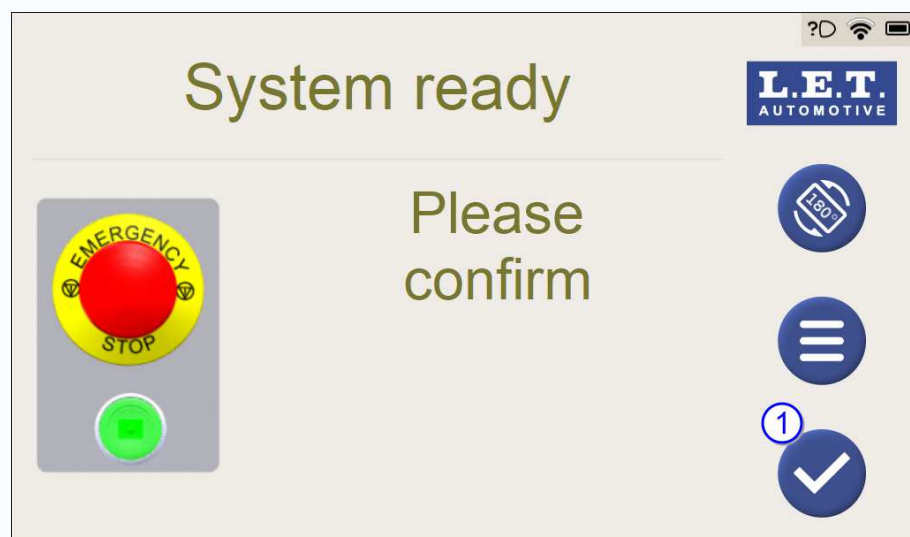 ?
System ready
L.E.T.
AUTOMOTIVE
180°
Please
confirm
EMERGENCY
STOP
1